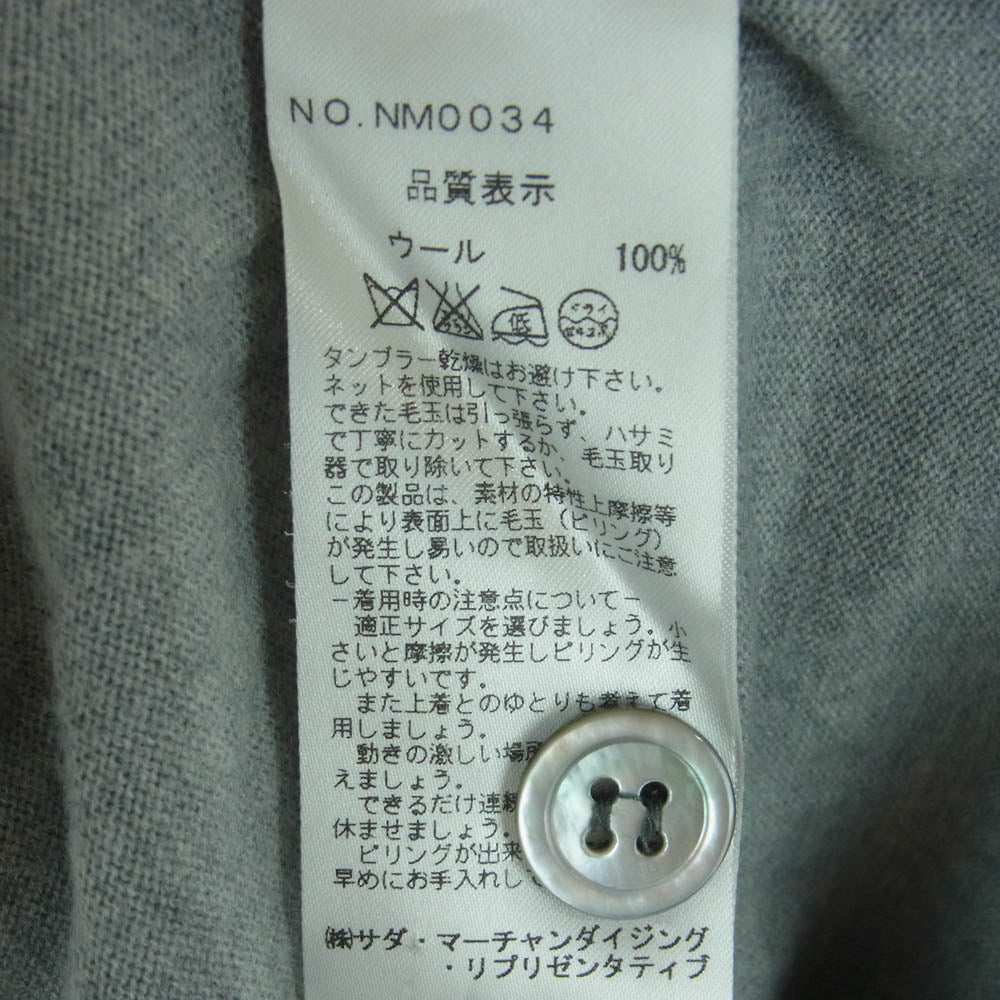 NO.NM0034
品質表示
ウール 100%
低 ドライ セキユ系
タンブラー乾燥はお避け下さい。
ネットを使用して下さい。
できた毛玉は引っ張らず、ハサミ
で丁寧にカットするか、毛玉取り
器で取り除いて下さい。
この製品は、素材の特性上摩擦等
により表面上に毛玉（ピリング）
が発生し易いので取扱いにご注意
して下さい。
－着用時の注意点について－
適正サイズを選びましょう。小
さいと摩擦が発生しピリングが生
じやすいです。
また上着とのゆとりも考えて着
用しましょう。
動きの激しい場所
えましょう。
できるだけ連続
休ませましょう。
ピリングが出来
早めにお手入れして
㈱サダ・マーチャンダイジング
・リプリゼンタティブ